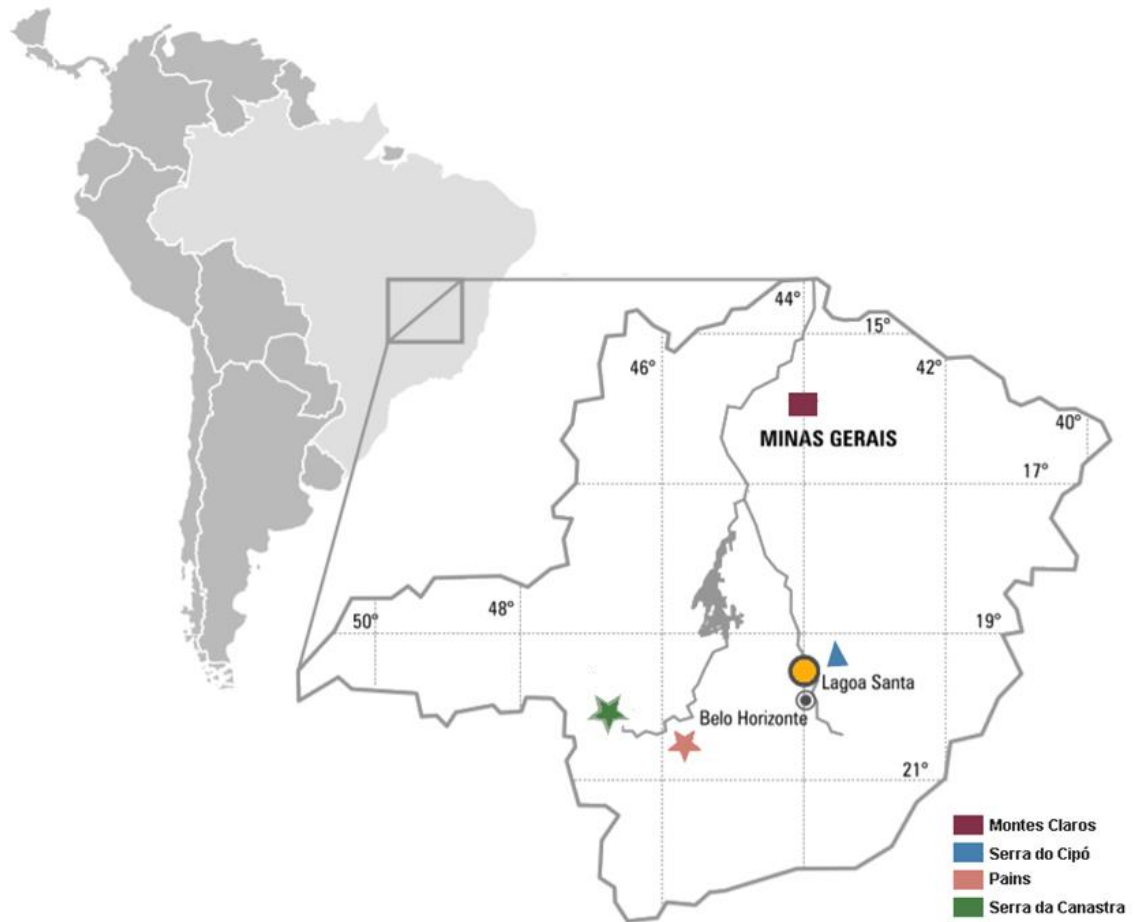 44°
15°
46°
42°
40°
MINAS GERAIS
17°
48°
50°
19°
Lagoa Santa
Belo Horizonte
21°
Montes Claros
Serra do Cipó
Pains
Serra da Canastra